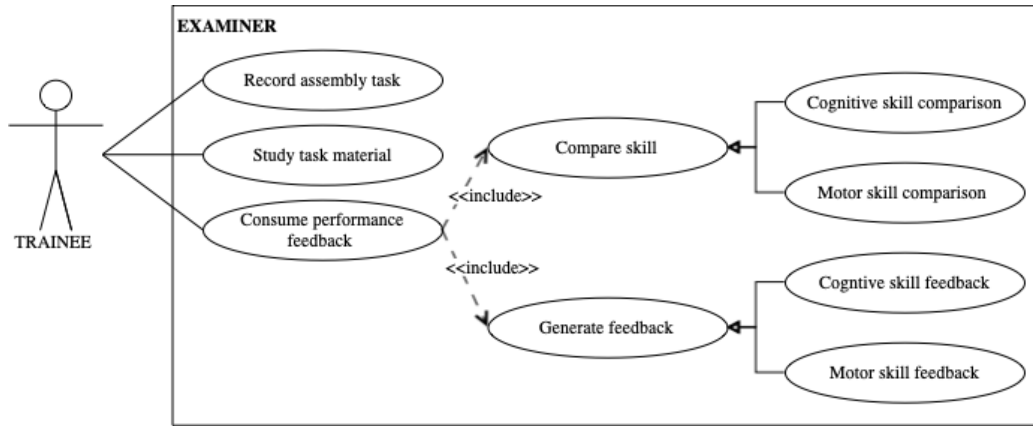 EXAMINER
Record assembly task
Study task material
Consume performance
feedback
TRAINEE
<<include>>
<<include>>
Compare skill
Generate feedback
Cognitive skill comparison
Motor skill comparison
Cogntive skill feedback
Motor skill feedback